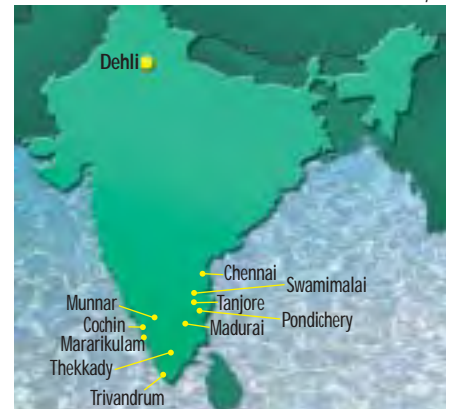 Dehli
Chennai
Swamimalai
Munnar
Tanjore
Pondichery
Cochin
Madurai
Mararikulam
Thekkady
Trivandrum